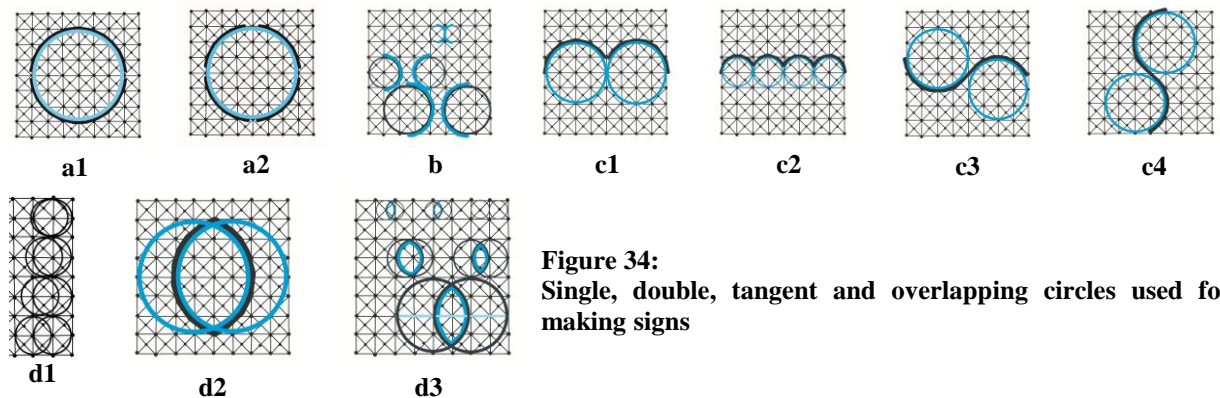 a1
a2
b
c1
c2
c3
c4
d1
d2
d3
Figure 34:
Single, double, tangent and overlapping circles used fo
making signs